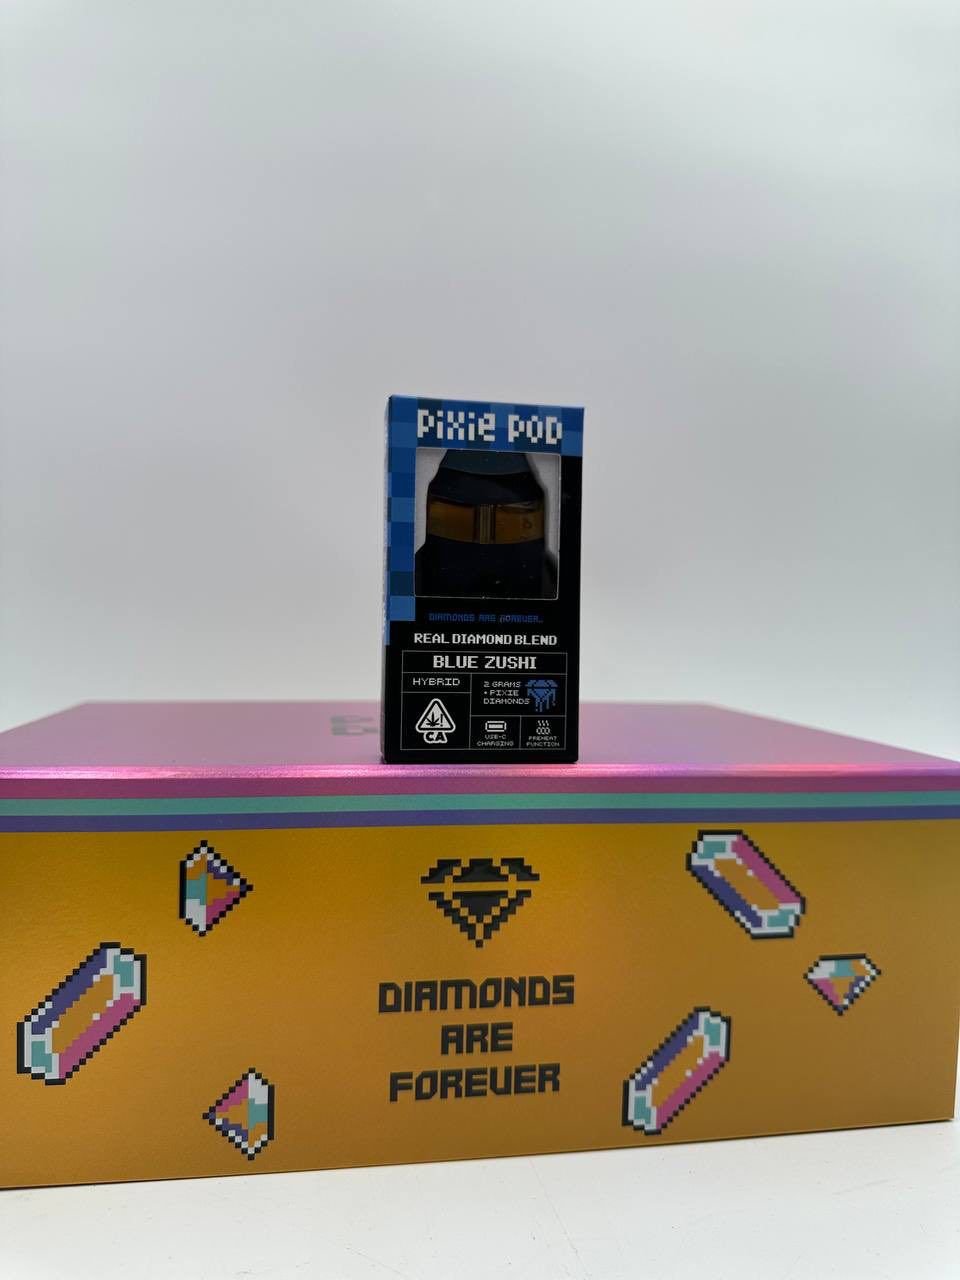 PIXIE POD
DIAMONDS ARE FOREVER..
REAL DIAMOND BLEND
BLUE ZUSHI
HYBRID
2 GRAMS
+ PIXIE
DIAMONDS
CA
USB-C
CHARGING
PREHEAT
FUNCTION
DIAMONDS
ARE
FOREVER